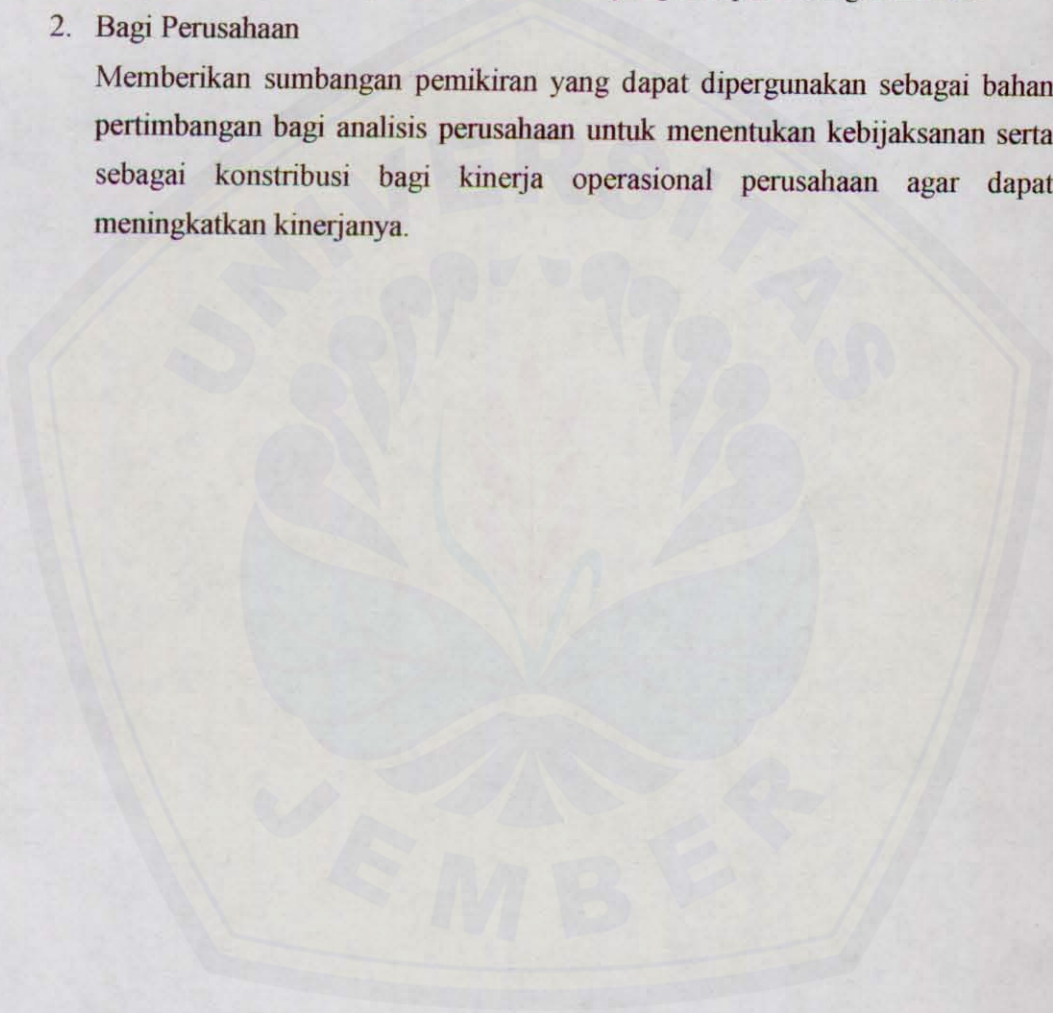 2. Bagi Perusahaan
Memberikan sumbangan pemikiran yang dapat dipergunakan sebagai bahan
pertimbangan bagi analisis perusahaan untuk menentukan kebijaksanan serta
sebagai konstribusi bagi kinerja operasional perusahaan agar dapat
meningkatkan kinerjanya.
UNIVERSITAS
JEMBER